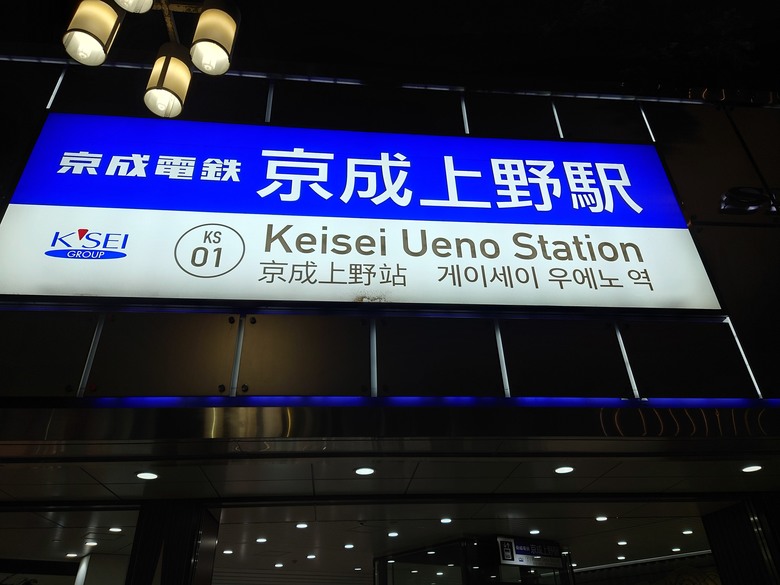 京成電鉄 京成上野駅
KEISEI GROUP
KS 01
Keisei Ueno Station
京成上野站 게이세이 우에노 역